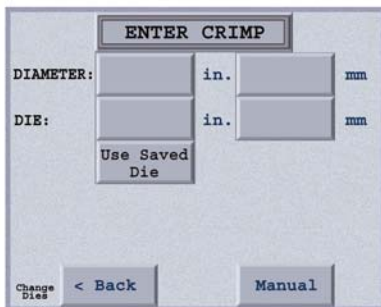 ENTER CRIMP
DIAMETER: in. mm
DIE: in. mm
Use Saved
Die
Change
Dies
< Back
Manual